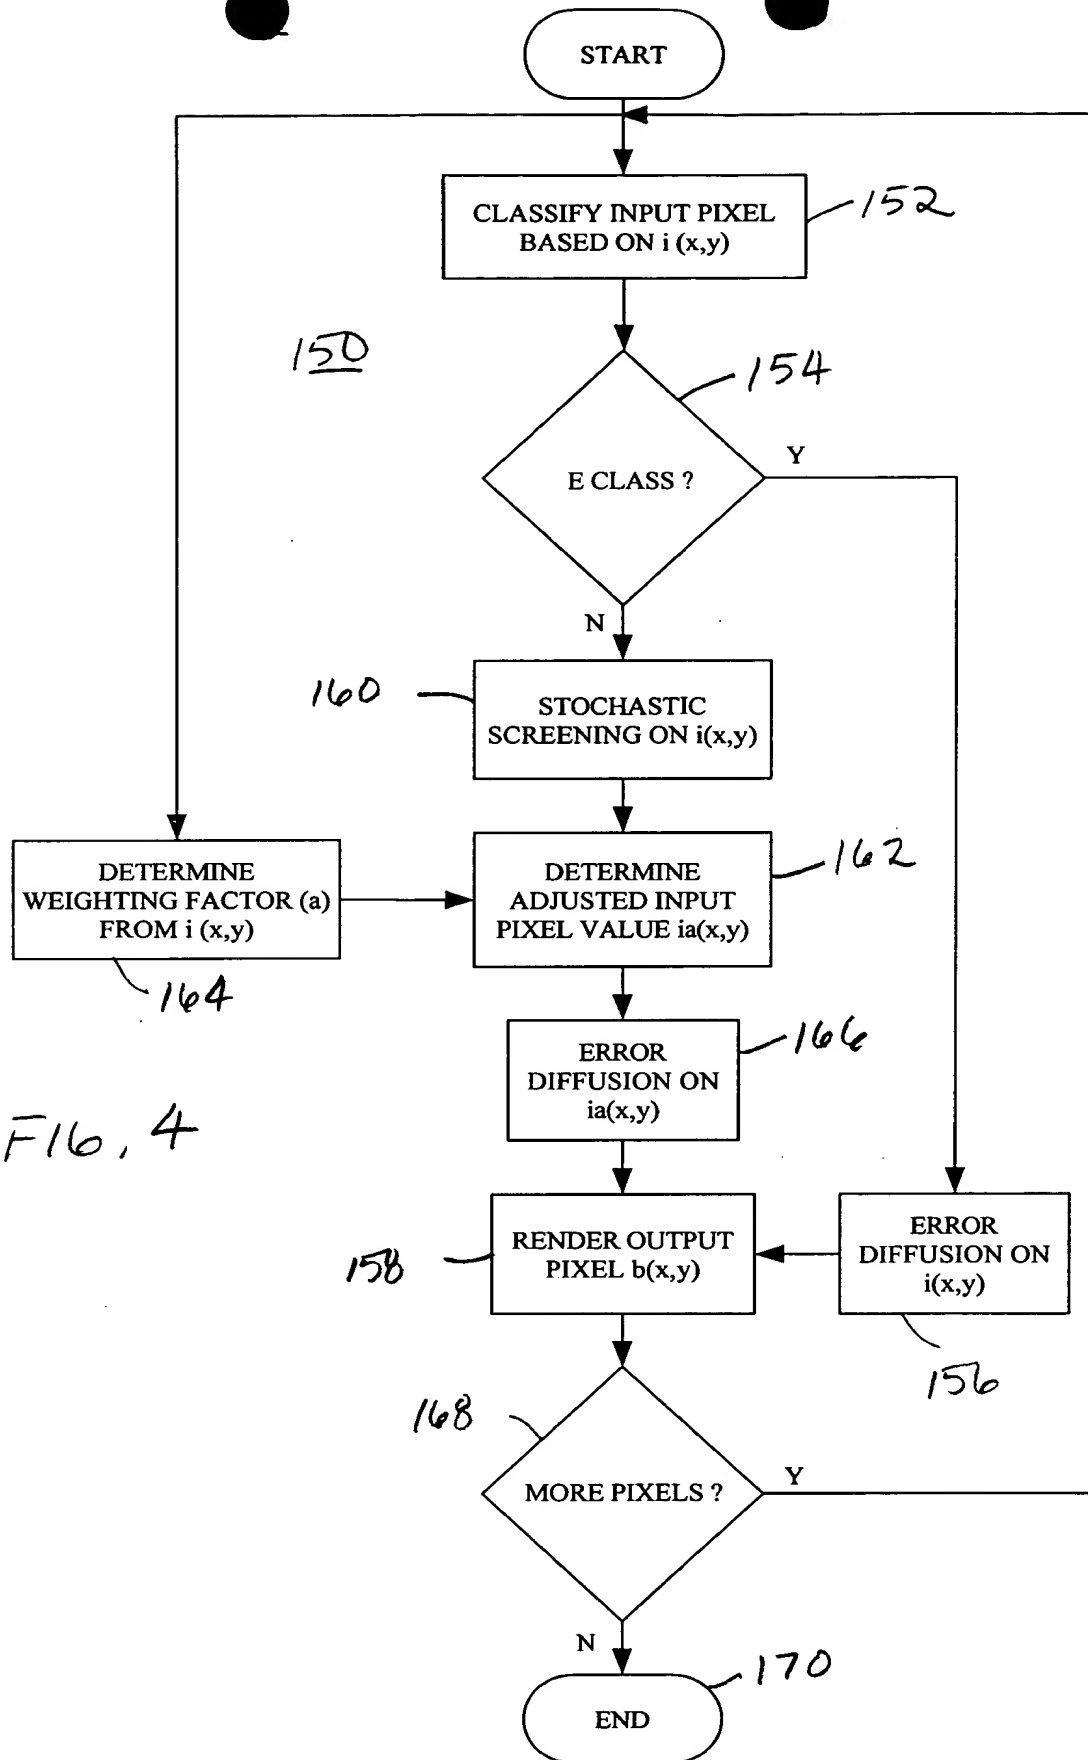 START
CLASSIFY INPUT PIXEL
BASED ON i (x,y)
152
150
154
E CLASS ?
Y
N
160
STOCHASTIC
SCREENING ON i(x,y)
DETERMINE
WEIGHTING FACTOR (a)
FROM i (x,y)
164
DETERMINE
ADJUSTED INPUT
PIXEL VALUE ia(x,y)
162
ERROR
DIFFUSION ON
ia(x,y)
166
FIG. 4
158
RENDER OUTPUT
PIXEL b(x,y)
ERROR
DIFFUSION ON
i(x,y)
156
168
MORE PIXELS ?
Y
N
170
END